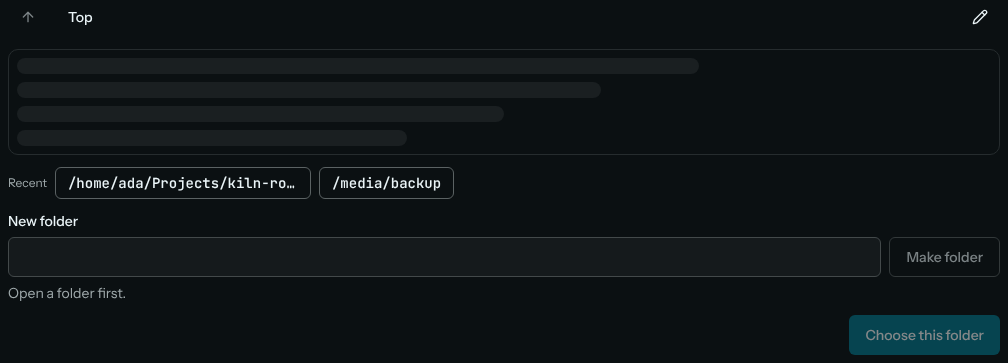 Top
Recent /home/ada/Projects/kiln-ro… /media/backup
New folder
Make folder
Open a folder first.
Choose this folder